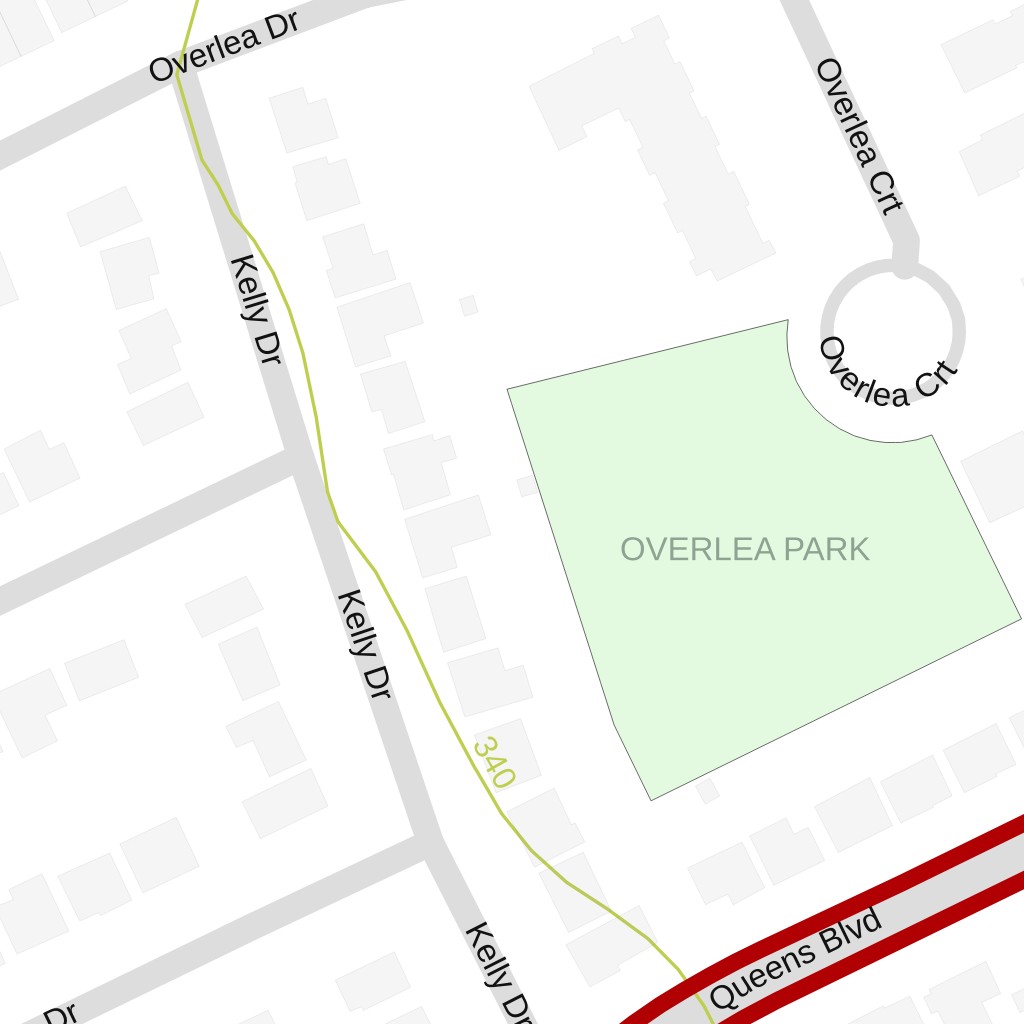 Overlea Dr
Overlea Crt
Kelly Dr
Overlea Crt
OVERLEA PARK
Kelly Dr
340
Queens Blvd
Kelly Dr
Dr